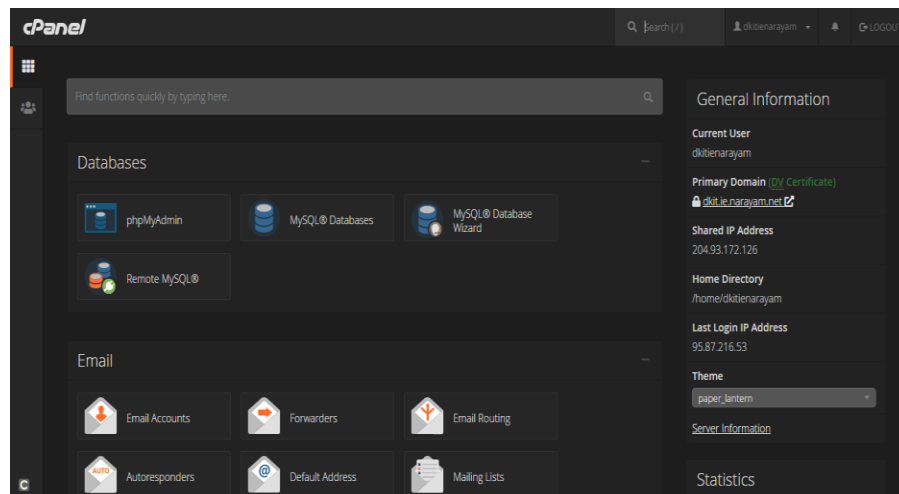 cPanel
Search ( / )
dkitienarayam
LOGOU
Find functions quickly by typing here.
General Information
Current User
dkitienarayam
Primary Domain (DV Certificate)
dkit.ie.narayam.net
Shared IP Address
204.93.172.126
Home Directory
/home/dkitienarayam
Last Login IP Address
95.87.216.53
Theme
paper_lantern
Server Information
Statistics
Databases
phpMyAdmin
MySQL® Databases
MySQL® Database
Wizard
Remote MySQL®
Email
Email Accounts
Forwarders
Email Routing
AUTO
Autoresponders
@
Default Address
Mailing Lists
C